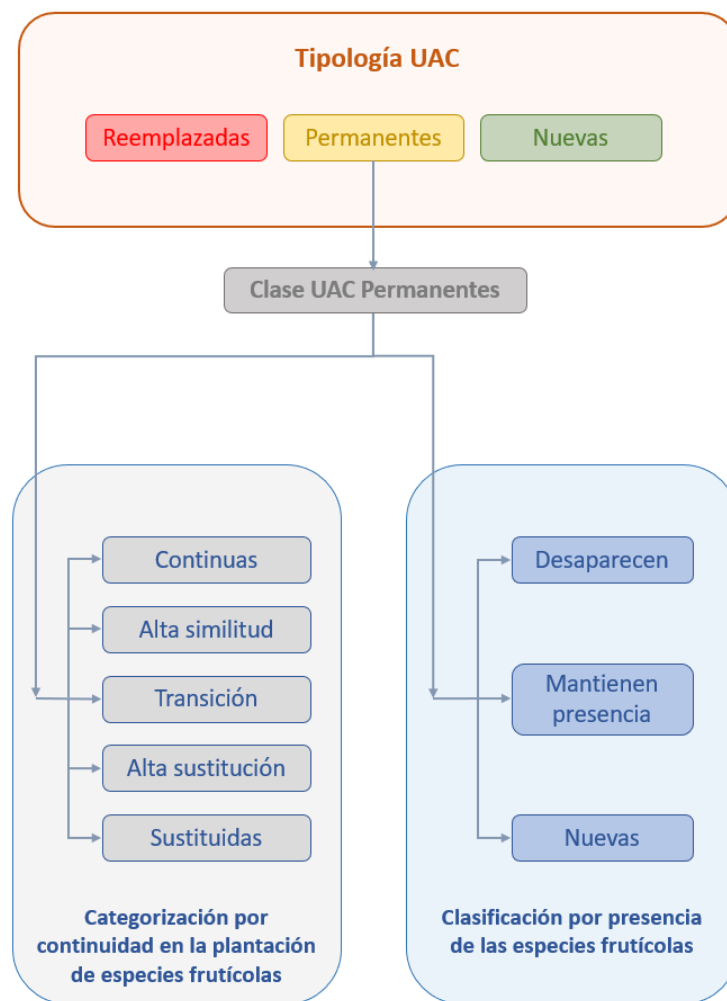 Tipología UAC
Reemplazadas
Permanentes
Nuevas
Clase UAC Permanentes
Continuas
Alta similitud
Transición
Alta sustitución
Sustituidas
Categorización por
continuidad en la plantación
de especies frutícolas
Desaparecen
Mantienen
presencia
Nuevas
Clasificación por presencia
de las especies frutícolas